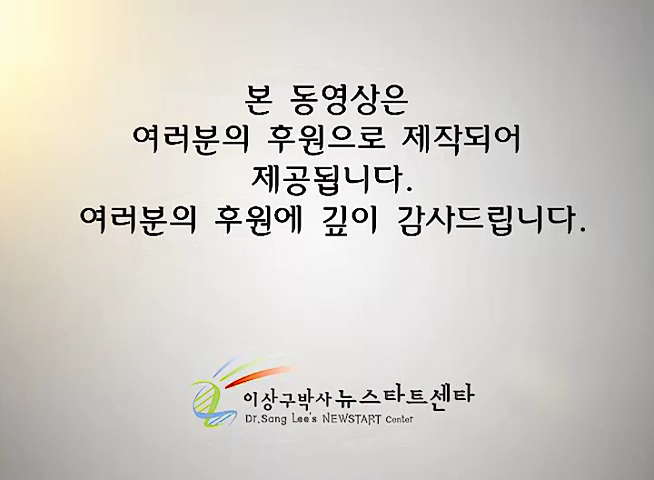 본 동영상은
여러분의 후원으로 제작되어
제공됩니다.
여러분의 후원에 깊이 감사드립니다.
이상구박사 뉴스타트센타
Dr.Sang Lee's NEWSTART Center